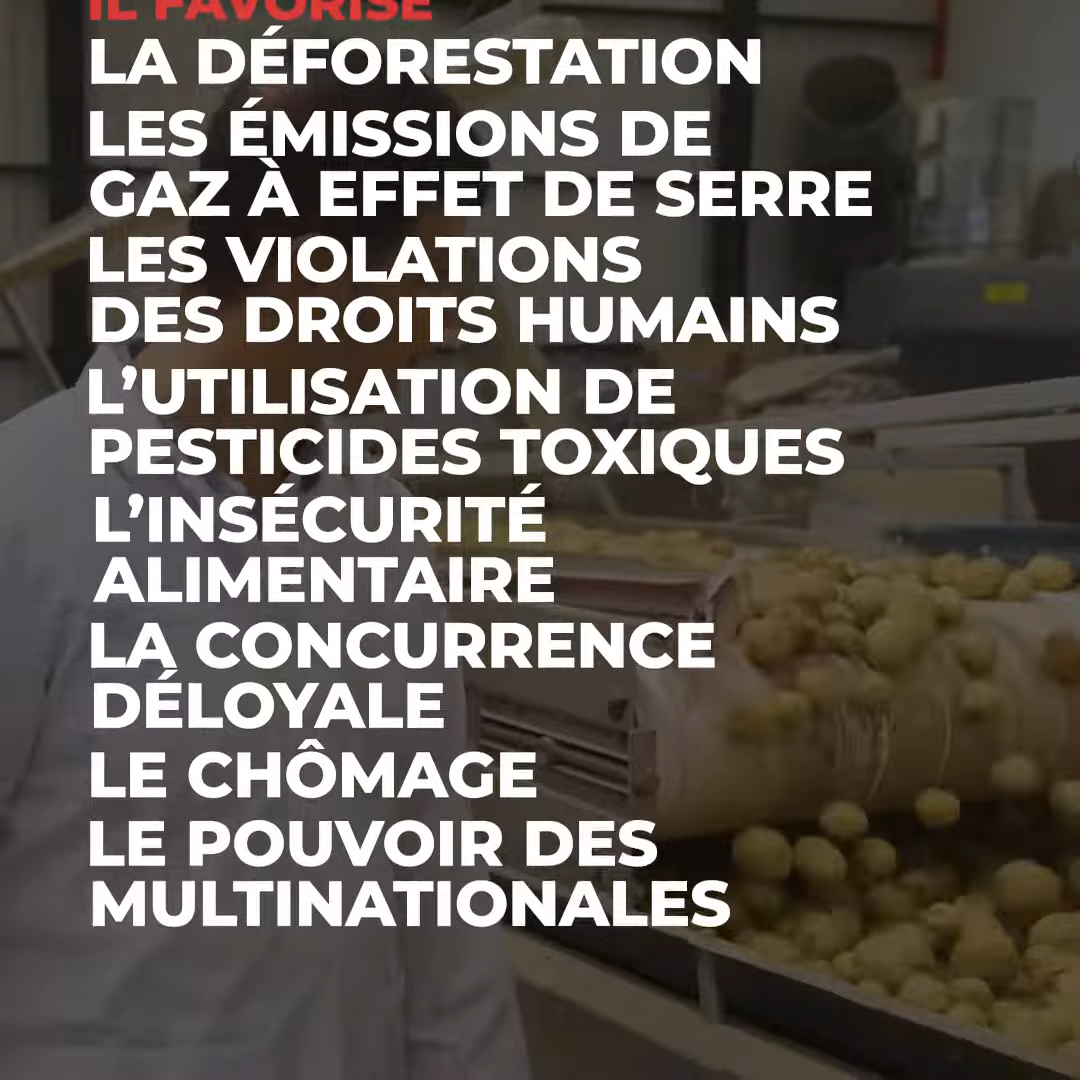 IL FAVORISE
LA DÉFORESTATION
LES ÉMISSIONS DE
GAZ À EFFET DE SERRE
LES VIOLATIONS
DES DROITS HUMAINS
L’UTILISATION DE
PESTICIDES TOXIQUES
L’INSÉCURITÉ
ALIMENTAIRE
LA CONCURRENCE
DÉLOYALE
LE CHÔMAGE
LE POUVOIR DES
MULTINATIONALES